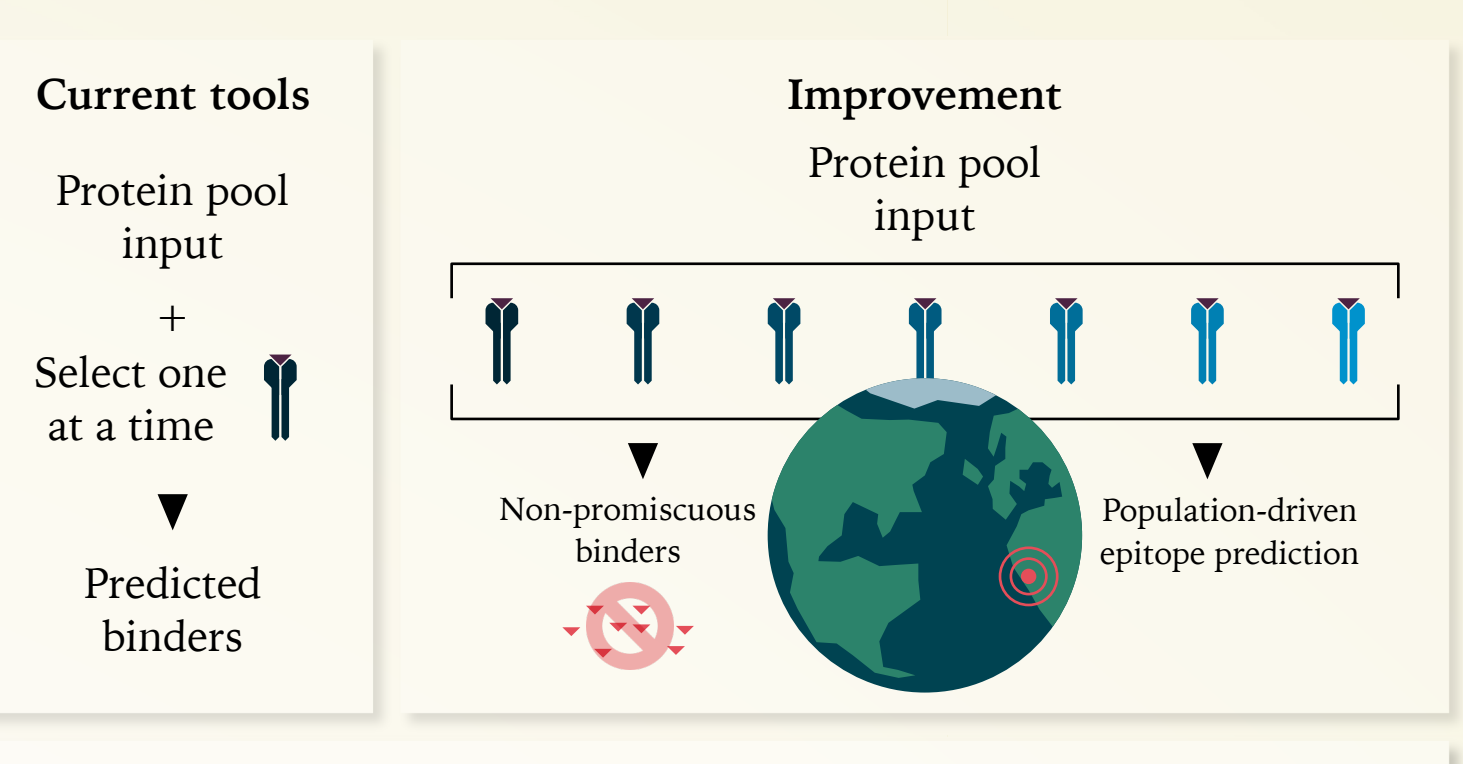 Current tools
Protein pool
input
+
Select one
at a time
Predicted
binders
Improvement
Protein pool
input
Non-promiscuous
binders
Population-driven
epitope prediction